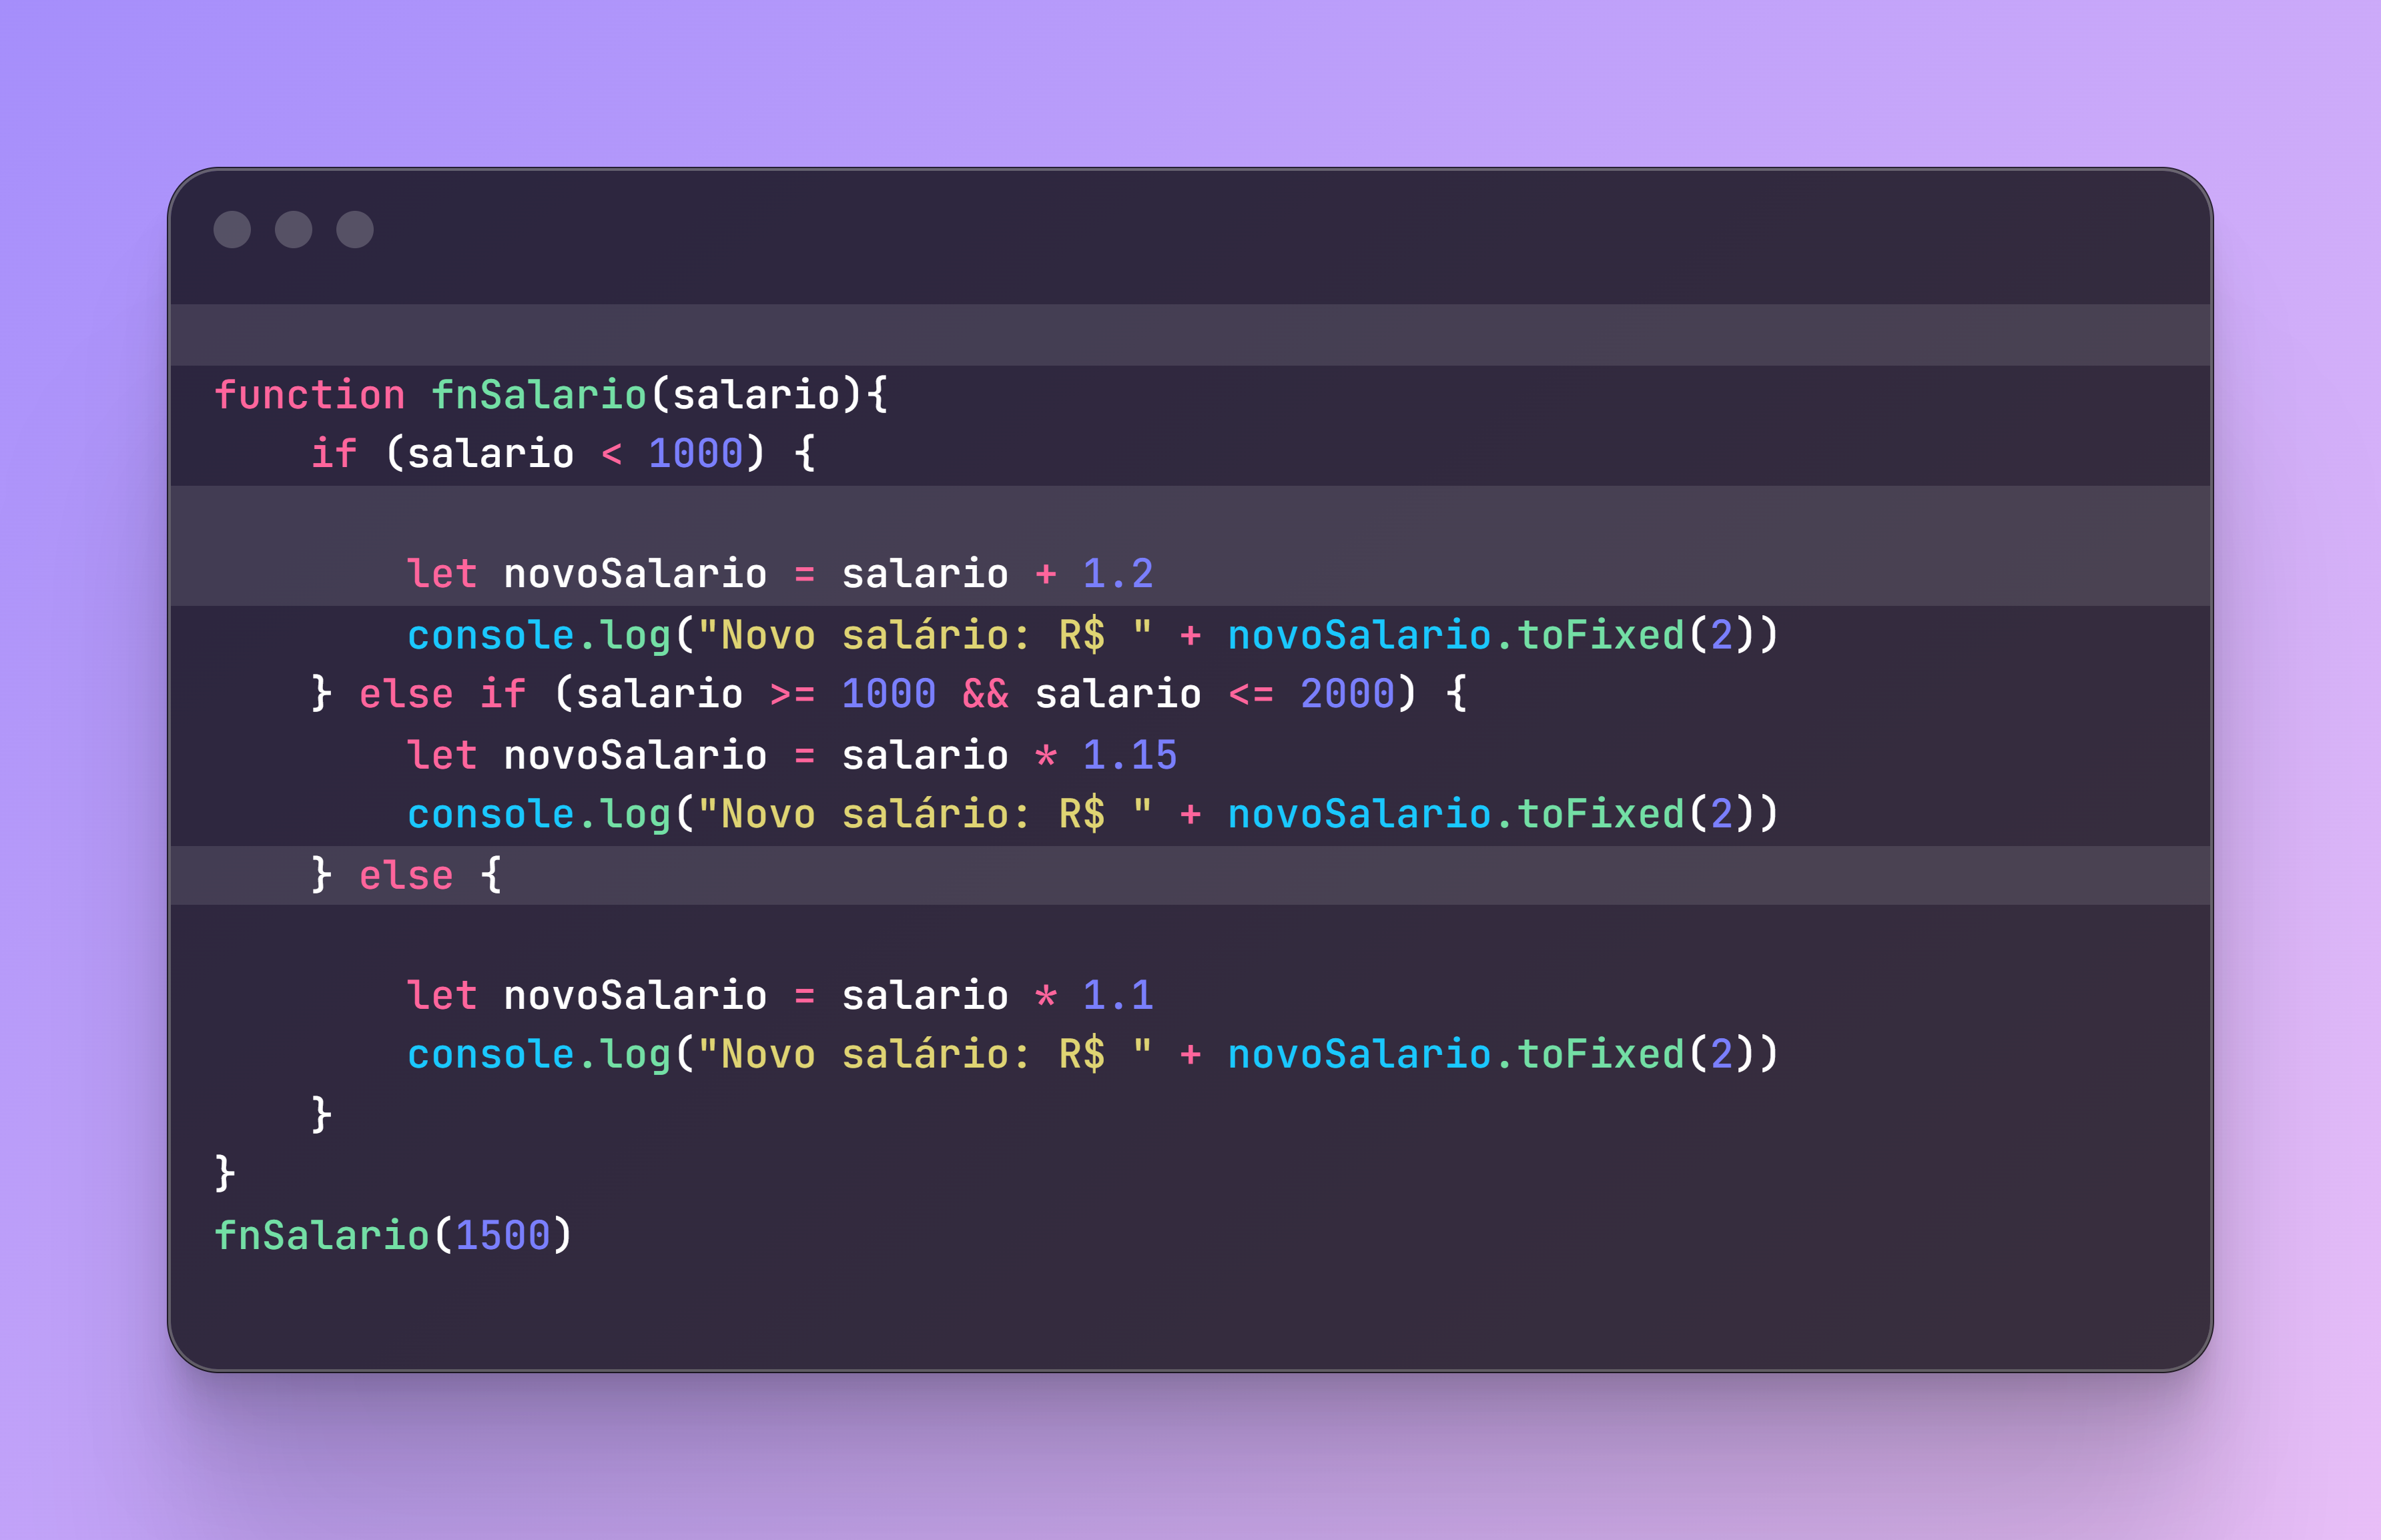 function fnSalario(salario){
    if (salario < 1000) {
        let novoSalario = salario + 1.2
        console.log("Novo salário: R$ " + novoSalario.toFixed(2))
    } else if (salario >= 1000 && salario <= 2000) {
        let novoSalario = salario * 1.15
        console.log("Novo salário: R$ " + novoSalario.toFixed(2))
    } else {
        let novoSalario = salario * 1.1
        console.log("Novo salário: R$ " + novoSalario.toFixed(2))
    }
}
fnSalario(1500)